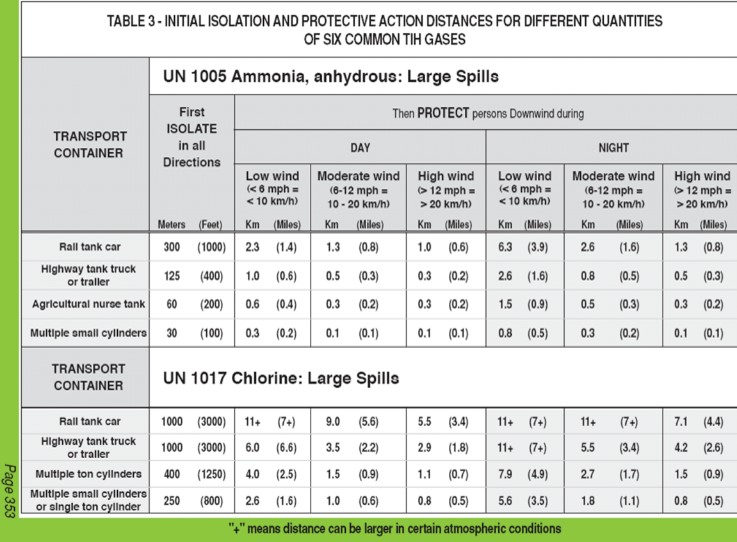 TABLE 3 - INITIAL ISOLATION AND PROTECTIVE ACTION DISTANCES FOR DIFFERENT QUANTITIES
OF SIX COMMON TIH GASES
UN 1005 Ammonia, anhydrous: Large Spills
TRANSPORT
CONTAINER
First
ISOLATE
in all
Directions
Then PROTECT persons Downwind during
DAY
NIGHT
Low wind
(< 6 mph =
< 10 km/h)
Moderate wind
(6-12 mph =
10 - 20 km/h)
High wind
(> 12 mph =
> 20 km/h)
Low wind
(< 6 mph =
< 10 km/h)
Moderate wind
(6-12 mph =
10 - 20 km/h)
High wind
(> 12 mph =
> 20 km/h)
Meters (Feet) Km (Miles) Km (Miles) Km (Miles) Km (Miles) Km (Miles) Km (Miles)
Rail tank car 300 (1000) 2.3 (1.4) 1.3 (0.8) 1.0 (0.6) 6.3 (3.9) 2.6 (1.6) 1.3 (0.8)
Highway tank truck
or trailer 125 (400) 1.0 (0.6) 0.5 (0.3) 0.3 (0.2) 2.6 (1.6) 0.8 (0.5) 0.5 (0.3)
Agricultural nurse tank 60 (200) 0.6 (0.4) 0.3 (0.2) 0.3 (0.2) 1.5 (0.9) 0.5 (0.3) 0.3 (0.2)
Multiple small cylinders 30 (100) 0.3 (0.2) 0.1 (0.1) 0.1 (0.1) 0.8 (0.5) 0.3 (0.2) 0.1 (0.1)
TRANSPORT
CONTAINER
UN 1017 Chlorine: Large Spills
Rail tank car 1000 (3000) 11+ (7+) 9.0 (5.6) 5.5 (3.4) 11+ (7+) 11+ (7+) 7.1 (4.4)
Highway tank truck
or trailer 1000 (3000) 6.0 (6.6) 3.5 (2.2) 2.9 (1.8) 11+ (7+) 5.5 (3.4) 4.2 (2.6)
Multiple ton cylinders 400 (1250) 4.0 (2.5) 1.5 (0.9) 1.1 (0.7) 7.9 (4.9) 2.7 (1.7) 1.5 (0.9)
Multiple small cylinders
or single ton cylinder 250 (800) 2.6 (1.6) 1.0 (0.6) 0.8 (0.5) 5.6 (3.5) 1.8 (1.1) 0.8 (0.5)
"+" means distance can be larger in certain atmospheric conditions
Page 353